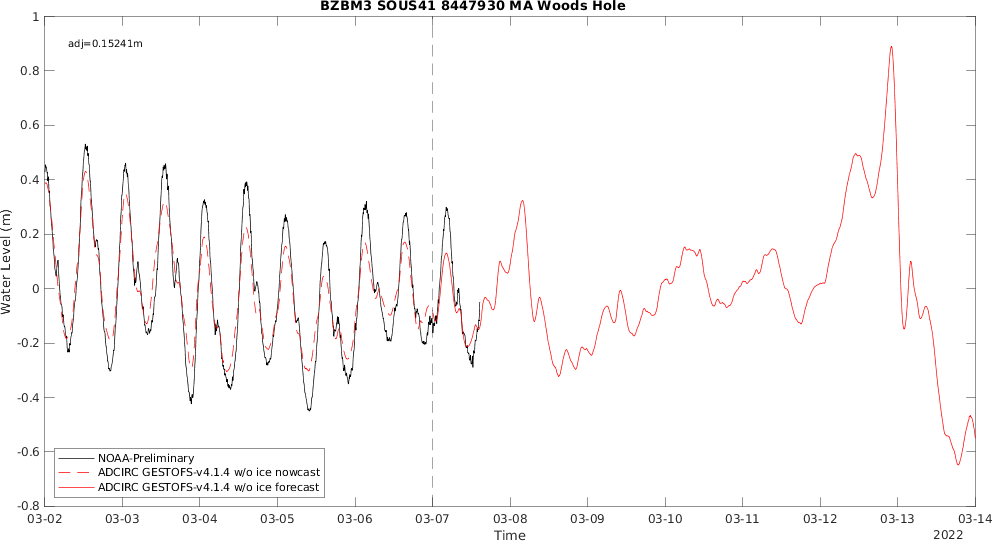 BZBM3 SOUS41 8447930 MA Woods Hole
adj=0.15241m
1
0.8
0.6
0.4
0.2
0
-0.2
-0.4
-0.6
-0.8
Water Level (m)
NOAA-Preliminary
ADCIRC GESTOFS-v4.1.4 w/o ice nowcast
ADCIRC GESTOFS-v4.1.4 w/o ice forecast
03-02 03-03 03-04 03-05 03-06 03-07 03-08 03-09 03-10 03-11 03-12 03-13 03-14
Time
2022